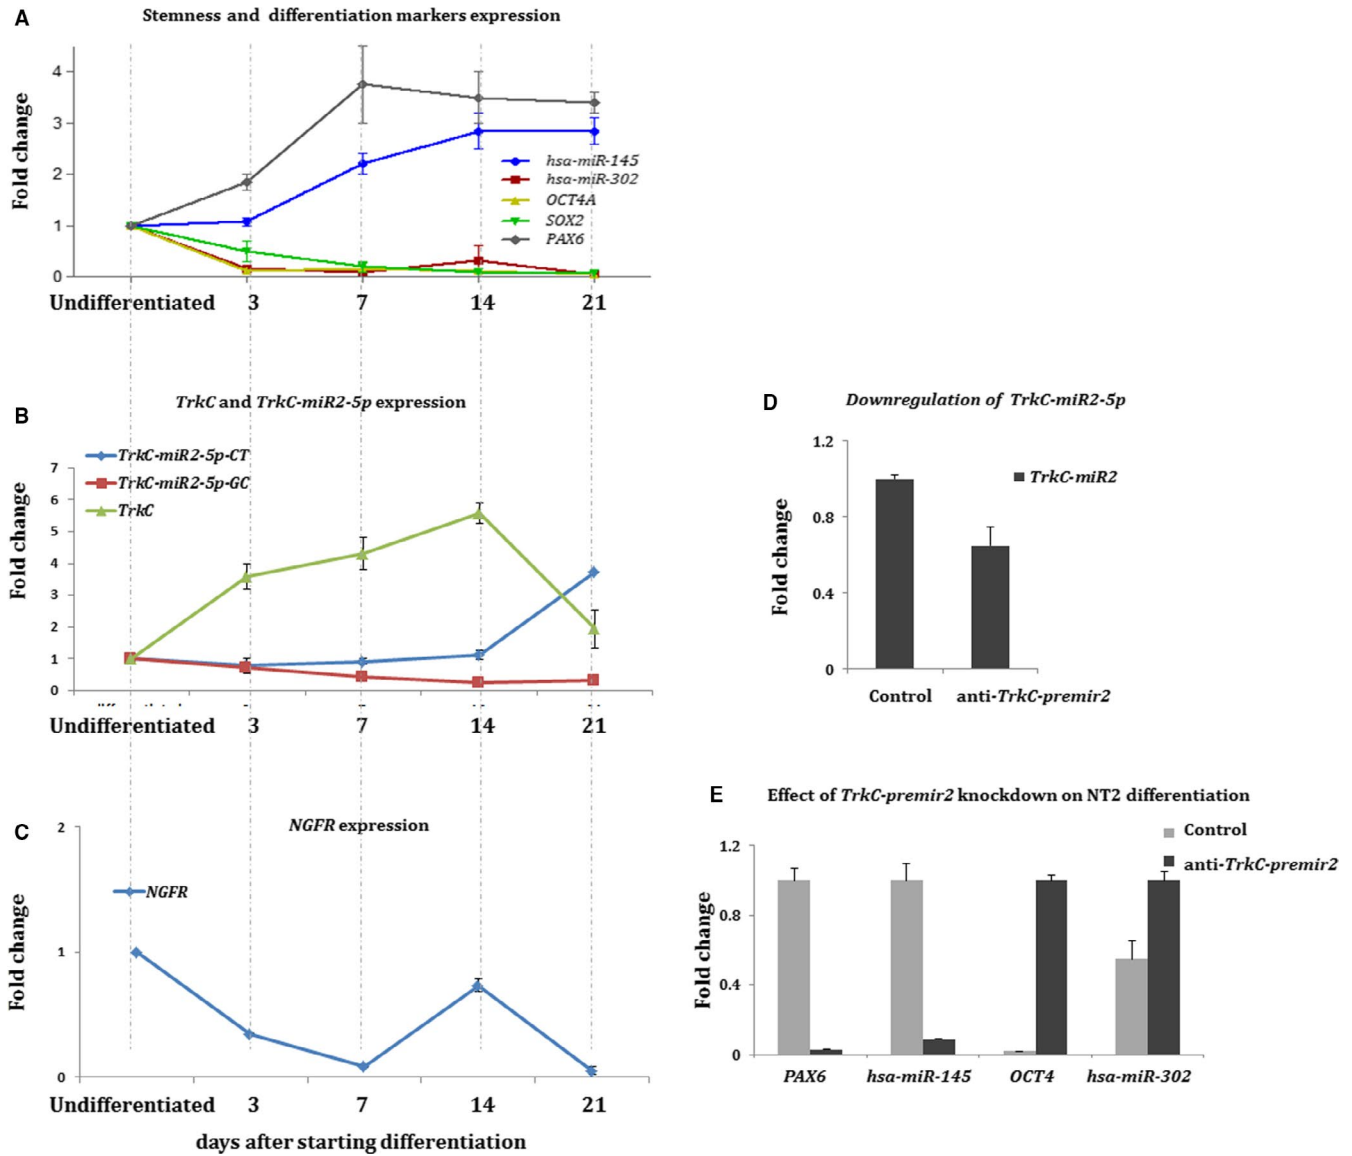 A
Stemness and differentiation markers expression
Fold change
4
3
2
1
0
hsa-miR-145
hsa-miR-302
OCT4A
SOX2
PAX6
Undifferentiated 3 7 14 21
B
TrkC and TrkC-miR2-5p expression
Fold change
TrkC-miR2-5p-CT
TrkC-miR2-5p-GC
TrkC
7
6
5
4
3
2
1
0
Undifferentiated 3 7 14 21
C
NGFR expression
Fold change
NGFR
2
1
0
Undifferentiated 3 7 14 21
days after starting differentiation
D
Downregulation of TrkC-miR2-5p
Fold change
1.2
0.8
0.4
0
TrkC-miR2
Control anti-TrkC-premir2
E
Effect of TrkC-premir2 knockdown on NT2 differentiation
Control
anti-TrkC-premir2
Fold change
1.2
0.8
0.4
0
PAX6 hsa-miR-145 OCT4 hsa-miR-302